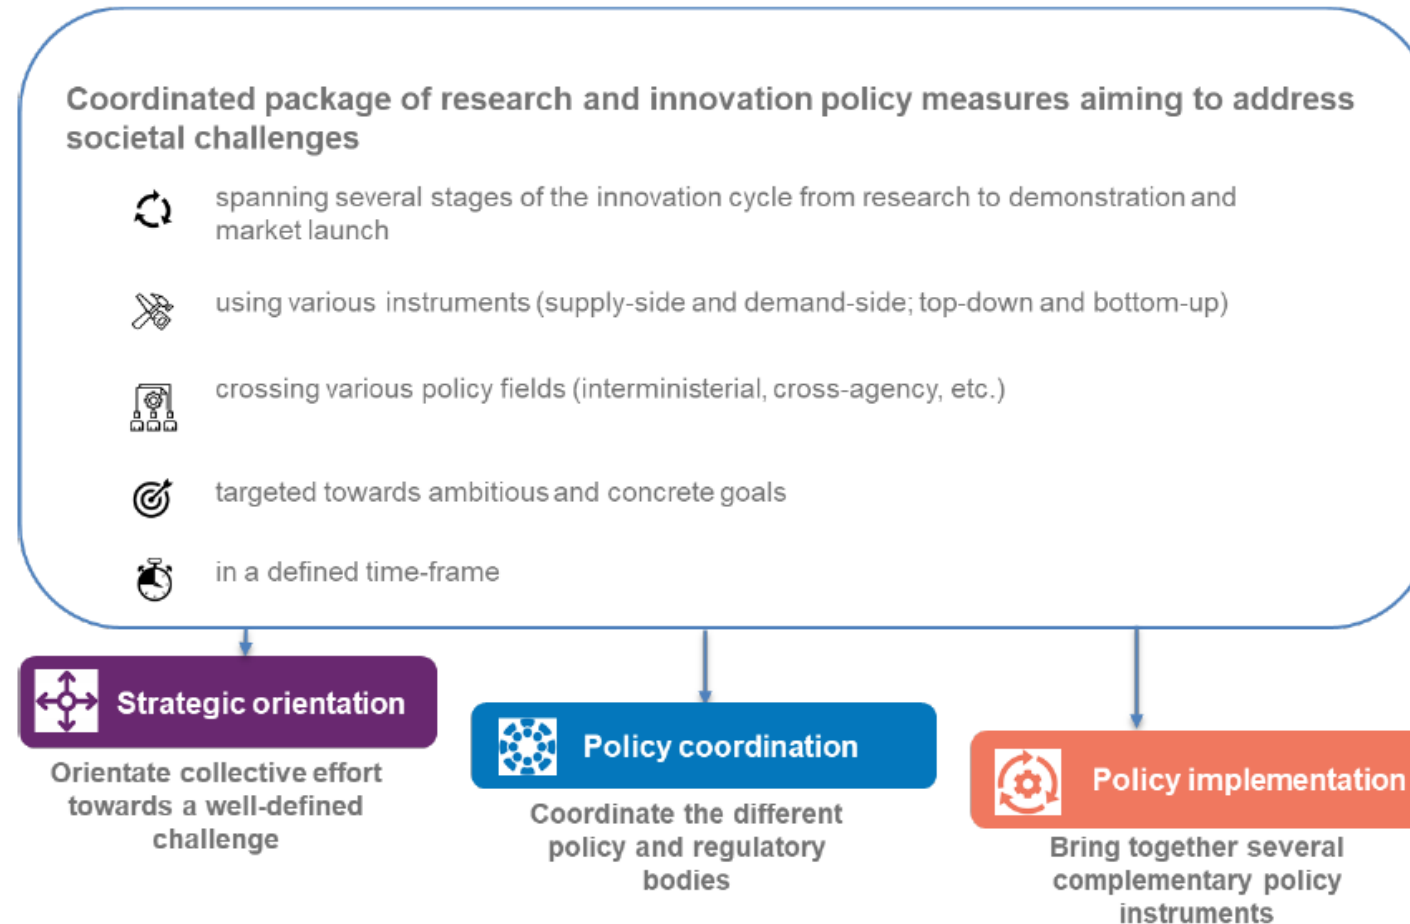 Coordinated package of research and innovation policy measures aiming to address
societal challenges
spanning several stages of the innovation cycle from research to demonstration and
market launch
using various instruments (supply-side and demand-side; top-down and bottom-up)
crossing various policy fields (interministerial, cross-agency, etc.)
targeted towards ambitious and concrete goals
in a defined time-frame
Strategic orientation
Orientate collective effort
towards a well-defined
challenge
Policy coordination
Coordinate the different
policy and regulatory
bodies
Policy implementation
Bring together several
complementary policy
instruments